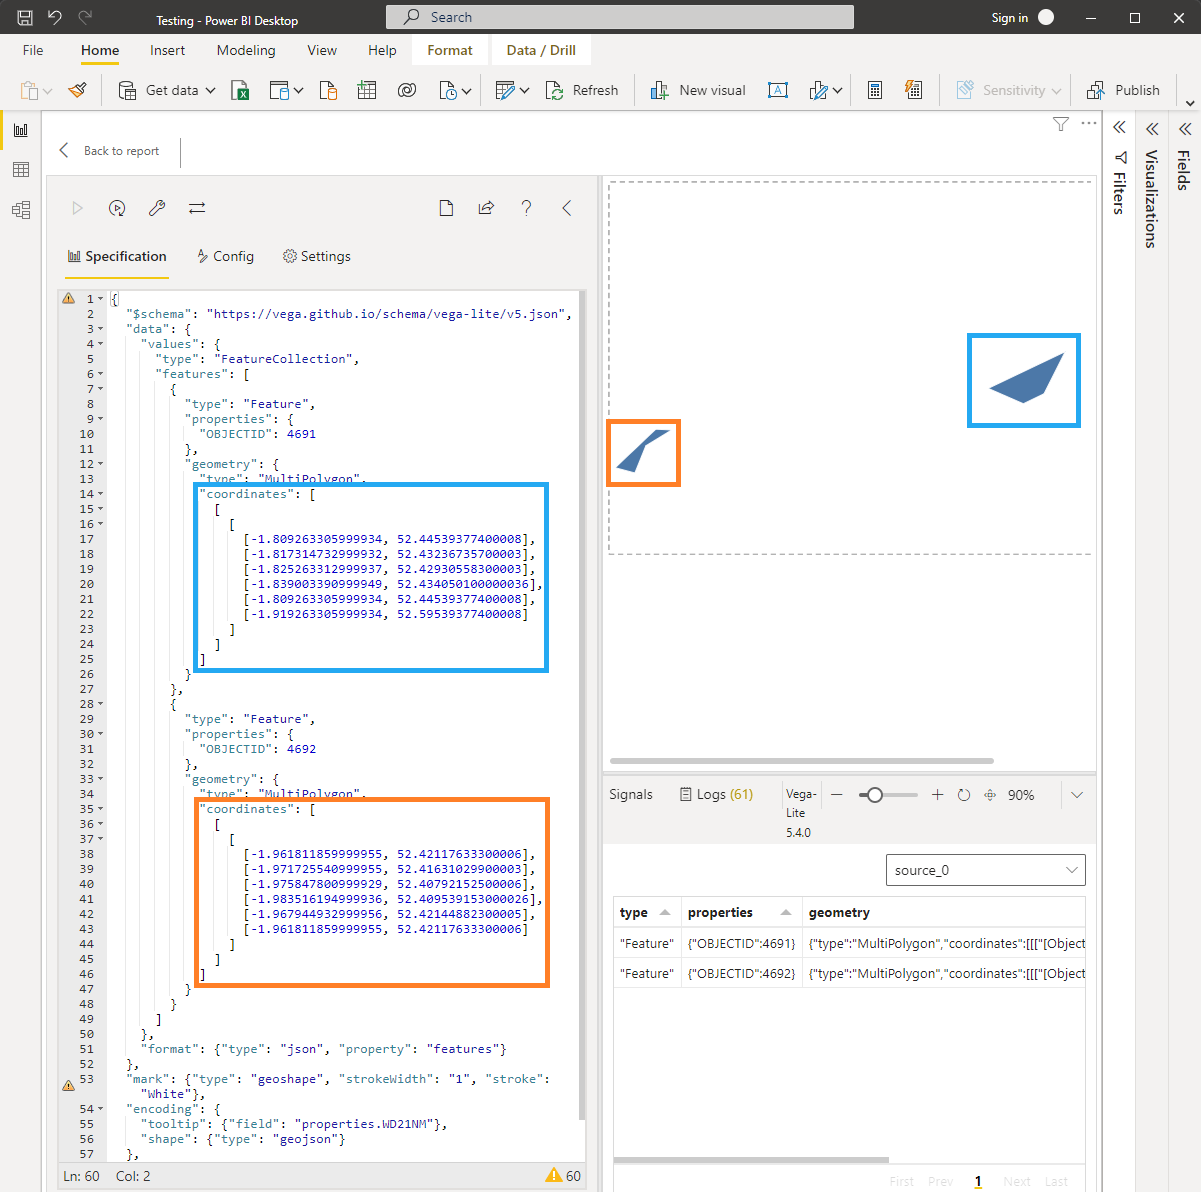 Testing - Power BI Desktop
Search
Sign in
File Home Insert Modeling View Help Format Data / Drill
Get data
Refresh
New visual
A
Sensitivity
Publish
Back to report
Filters
Visualizations
Fields
Specification Config Settings
1 {
2 "$schema": "https://vega.github.io/schema/vega-lite/v5.json",
3 "data": {
4 "values": {
5 "type": "FeatureCollection",
6 "features": [
7 {
8 "type": "Feature",
9 "properties": {
10 "OBJECTID": 4691
11 },
12 "geometry": {
13 "type": "MultiPolygon",
14 "coordinates": [
15 [
16 [
17 [-1.809263305999934, 52.44539377400008],
18 [-1.817314732999932, 52.43236735700003],
19 [-1.825263312999937, 52.42930558300003],
20 [-1.839003390999949, 52.434050100000036],
21 [-1.809263305999934, 52.44539377400008],
22 [-1.919263305999934, 52.59539377400008]
23 ]
24 ]
25 ]
26 }
27 },
28 {
29 "type": "Feature",
30 "properties": {
31 "OBJECTID": 4692
32 },
33 "geometry": {
34 "type": "MultiPolygon",
35 "coordinates": [
36 [
37 [
38 [-1.961811859999955, 52.42117633300006],
39 [-1.971725540999955, 52.41631029900003],
40 [-1.975847800999929, 52.40792152500006],
41 [-1.983516194999936, 52.409539153000026],
42 [-1.967944932999956, 52.42144882300005],
43 [-1.961811859999955, 52.42117633300006]
44 ]
45 ]
46 ]
47 }
48 }
49 ]
50 },
51 "format": {"type": "json", "property": "features"}
52 },
53 "mark": {"type": "geoshape", "strokeWidth": "1", "stroke":
"White"},
54 "encoding": {
55 "tooltip": {"field": "properties.WD21NM"},
56 "shape": {"type": "geojson"}
57 },
Ln: 60 Col: 2
60
Signals Logs (61)
Vega-
Lite
5.4.0
90%
source_0
type properties geometry
"Feature" {"OBJECTID":4691} {"type":"MultiPolygon","coordinates":[[["[Object
"Feature" {"OBJECTID":4692} {"type":"MultiPolygon","coordinates":[[["[Object
First Prev 1 Next Last